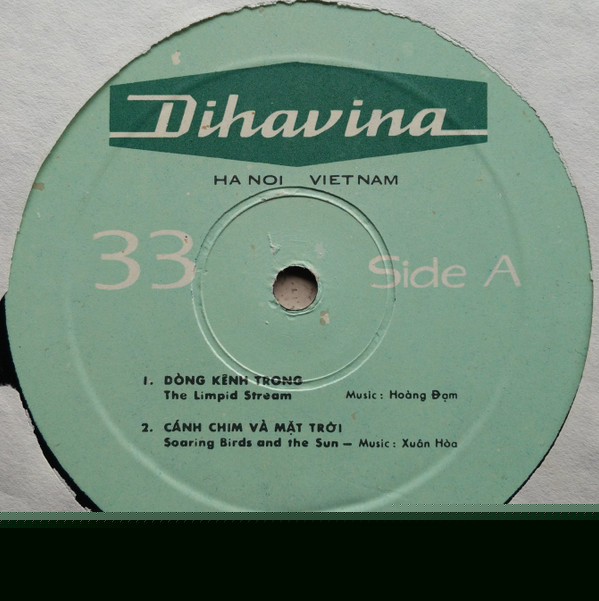 Dihavina
HA NOI VIETNAM
33 Side A
1. DÒNG KÊNH TRONG
The Limpid Stream Music: Hoàng Đạm
2. CÁNH CHIM VÀ MẶT TRỜI
Soaring Birds and the Sun – Music: Xuân Hòa